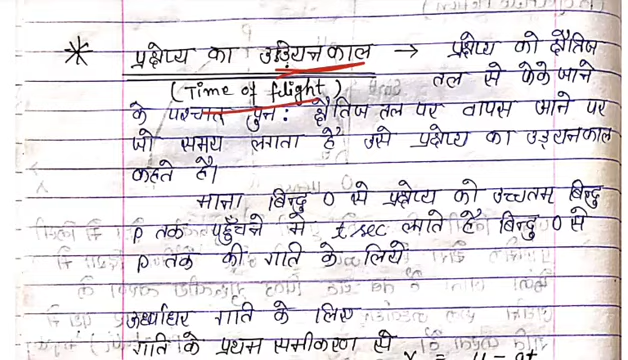 * प्रक्षेप्य का उड्डयनकाल → प्रक्षेप्य को क्षैतिज
(Time of flight) तल से फेके जाने
के पश्चात पुनः क्षैतिज तल पर वापस आने पर
जो समय लगता है उसे प्रक्षेप्य का उड्डयनकाल
कहते है।
माना बिन्दु O से प्रक्षेप्य को उच्चतम बिन्दु
P तक पहुँचने मे t sec लगते है बिन्दु O से
P तक की गति के लिये
ऊर्ध्वाधर गति के लिए
गति के प्रथम समीकरण से